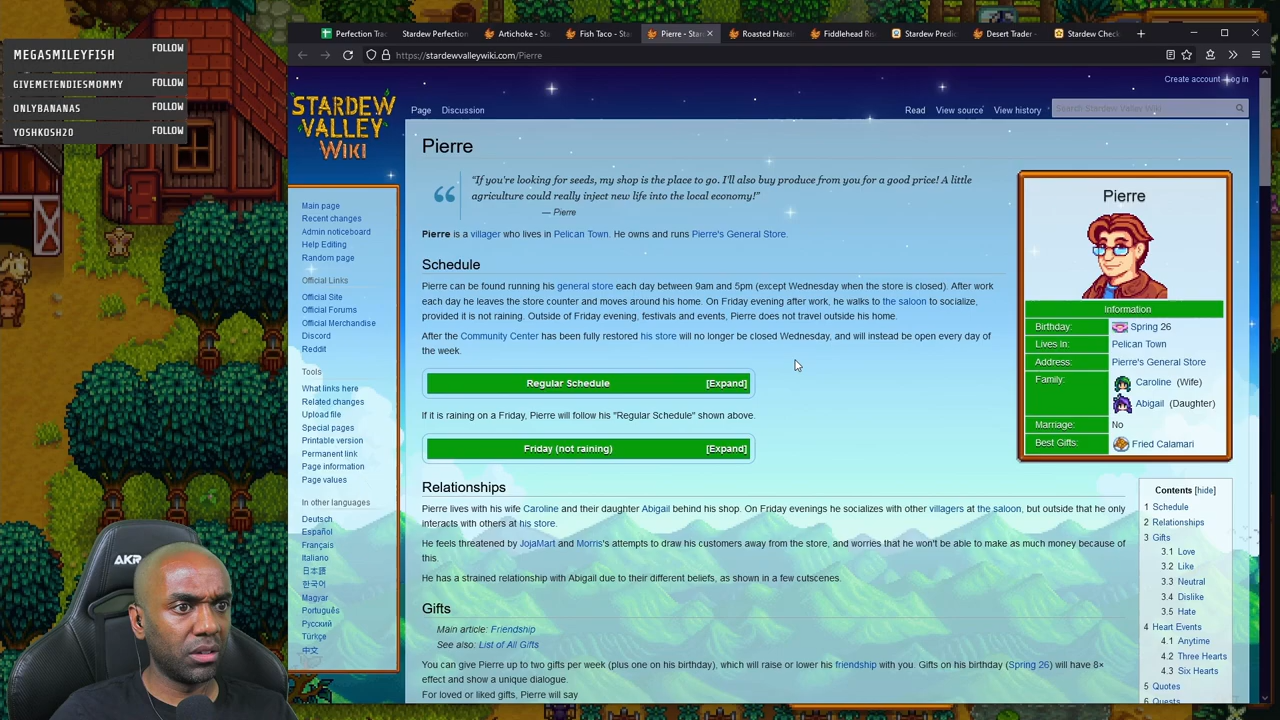 MEGASMILEYFISH FOLLOW
GIVEMETENDIESMOMMY FOLLOW
ONLYBANANAS FOLLOW
YOSHKOSH20 FOLLOW
Perfection Trac
Stardew Perfection
Artichoke - Sta
Fish Taco - Sta
Pierre - Stard
Roasted Hazeln
Fiddlehead Ris
Stardew Predic
Desert Trader -
Stardew Check
https://stardewvalleywiki.com/Pierre
Create account Log in
STARDEW
VALLEY
WIKI
Page Discussion Read View source View history Search Stardew Valley Wiki
Main page
Recent changes
Admin noticeboard
Help Editing
Random page
Official Links
Official Site
Official Forums
Official Merchandise
Discord
Reddit
Tools
What links here
Related changes
Upload file
Special pages
Printable version
Permanent link
Page information
Page values
In other languages
Deutsch
Español
Français
Italiano
日本語
한국어
Magyar
Português
Русский
Türkçe
中文
Pierre
“If you're looking for seeds, my shop is the place to go. I'll also buy produce from you for a good price! A little
agriculture could really inject new life into the local economy!”
— Pierre
Pierre is a villager who lives in Pelican Town. He owns and runs Pierre's General Store.
Schedule
Pierre can be found running his general store each day between 9am and 5pm (except Wednesday when the store is closed). After work
each day he leaves the store counter and moves around his home. On Friday evening after work, he walks to the saloon to socialize,
provided it is not raining. Outside of Friday evening, festivals and events, Pierre does not travel outside his home.
After the Community Center has been fully restored his store will no longer be closed Wednesday, and will instead be open every day of
the week.
Regular Schedule [Expand]
If it is raining on a Friday, Pierre will follow his "Regular Schedule" shown above.
Friday (not raining) [Expand]
Relationships
Pierre lives with his wife Caroline and their daughter Abigail behind his shop. On Friday evenings he socializes with other villagers at the saloon, but outside that he only
interacts with others at his store.
He feels threatened by JojaMart and Morris's attempts to draw his customers away from the store, and worries that he won't be able to make as much money because of
this.
He has a strained relationship with Abigail due to their different beliefs, as shown in a few cutscenes.
Gifts
Main article: Friendship
See also: List of All Gifts
You can give Pierre up to two gifts per week (plus one on his birthday), which will raise or lower his friendship with you. Gifts on his birthday (Spring 26) will have 8×
effect and show a unique dialogue.
For loved or liked gifts, Pierre will say
Pierre
Information
Birthday: Spring 26
Lives In: Pelican Town
Address: Pierre's General Store
Family: Caroline (Wife)
Abigail (Daughter)
Marriage: No
Best Gifts: Fried Calamari
Contents [hide]
1 Schedule
2 Relationships
3 Gifts
3.1 Love
3.2 Like
3.3 Neutral
3.4 Dislike
3.5 Hate
4 Heart Events
4.1 Anytime
4.2 Three Hearts
4.3 Six Hearts
5 Quotes
6 Quests
AKR